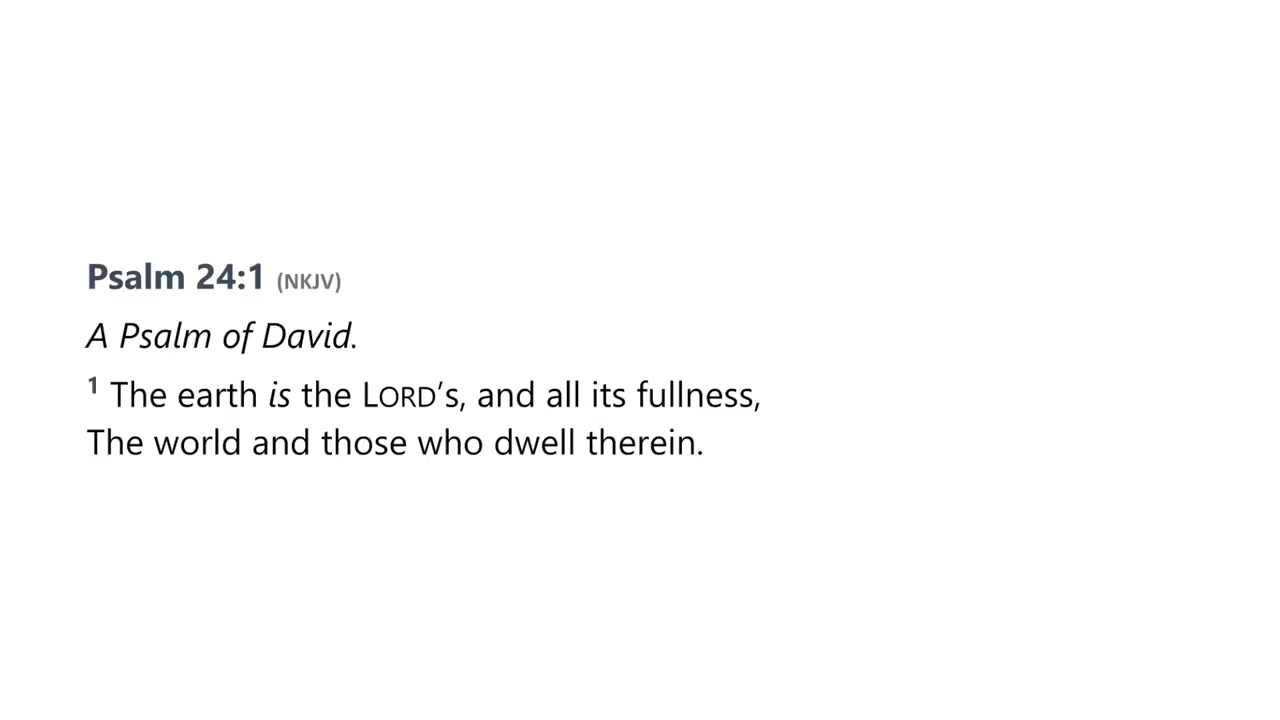 Psalm 24:1 (NKJV)
A Psalm of David.
1 The earth is the LORD’s, and all its fullness,
The world and those who dwell therein.